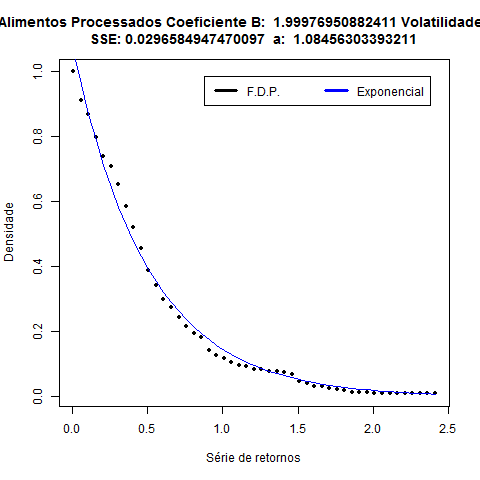 Alimentos Processados Coeficiente B: 1.99976950882411 Volatilidade
SSE: 0.0296584947470097 a: 1.08456303393211
F.D.P. Exponencial
Densidade
1.0
0.8
0.6
0.4
0.2
0.0
0.0 0.5 1.0 1.5 2.0 2.5
Série de retornos